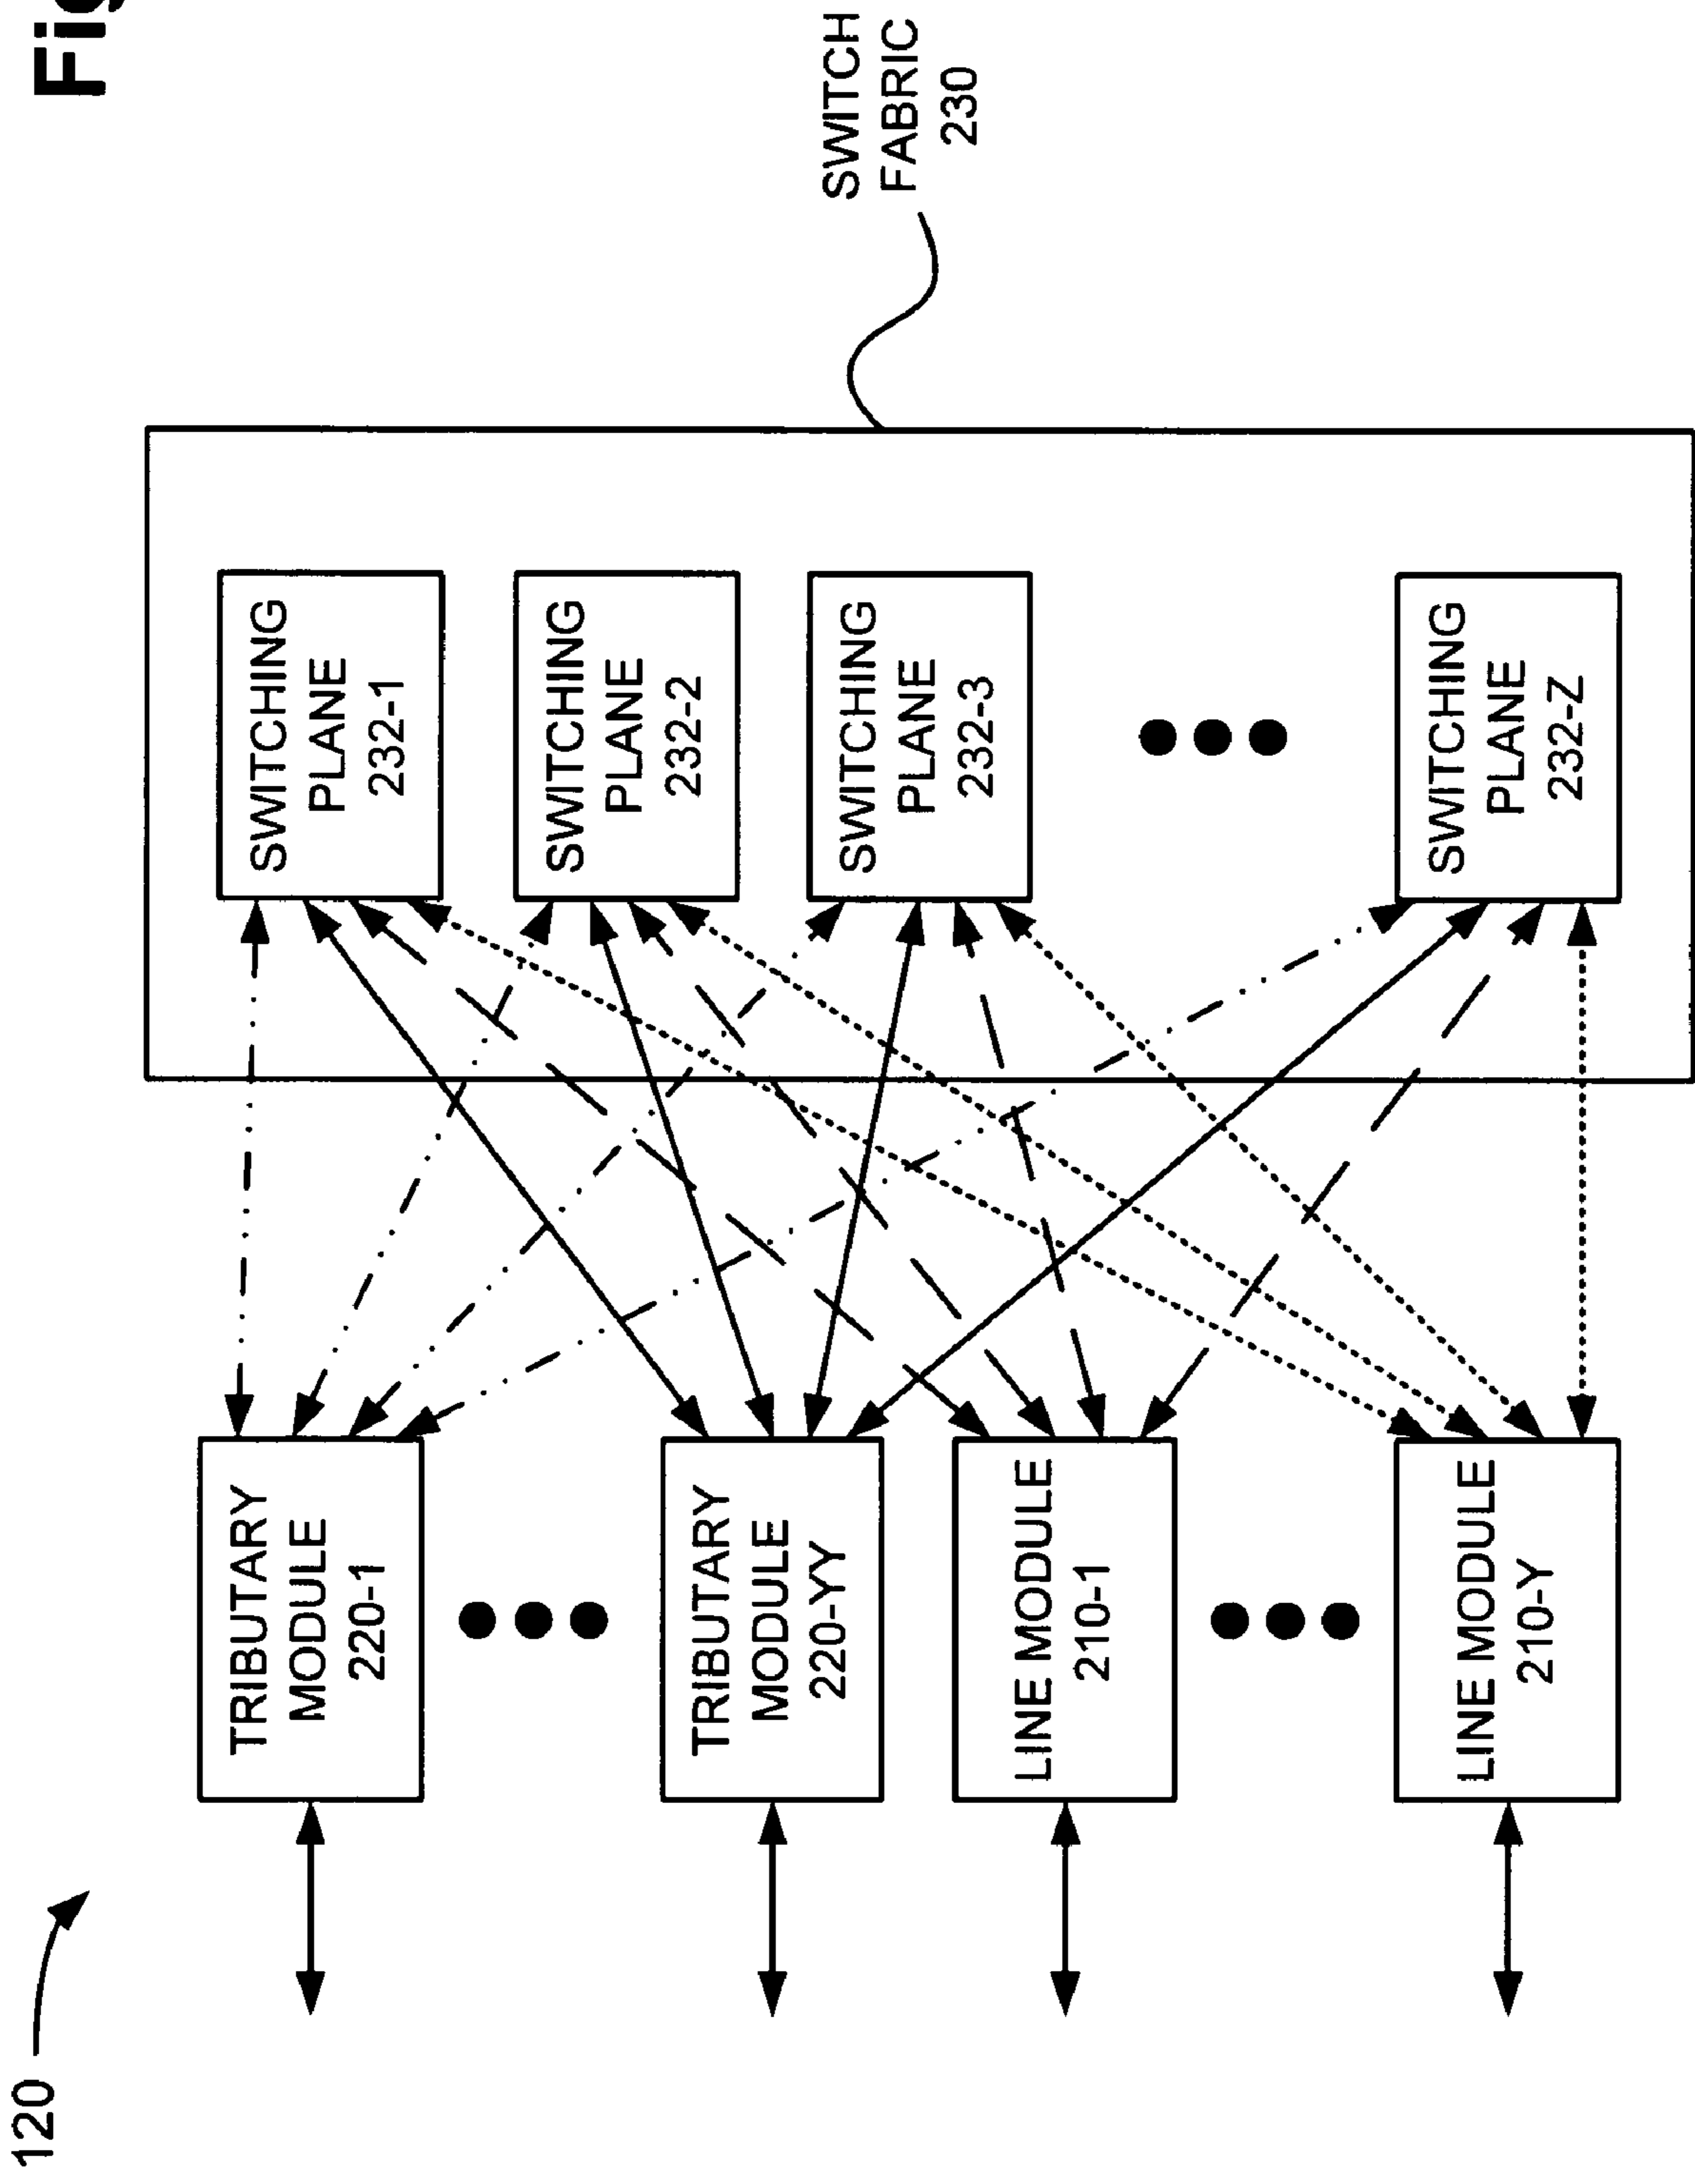 120
TRIBUTARY
MODULE
220-1
TRIBUTARY
MODULE
220-YY
LINE MODULE
210-1
LINE MODULE
210-Y
SWITCHING
PLANE
232-1
SWITCHING
PLANE
232-2
SWITCHING
PLANE
232-3
SWITCHING
PLANE
232-Z
SWITCH
FABRIC
230